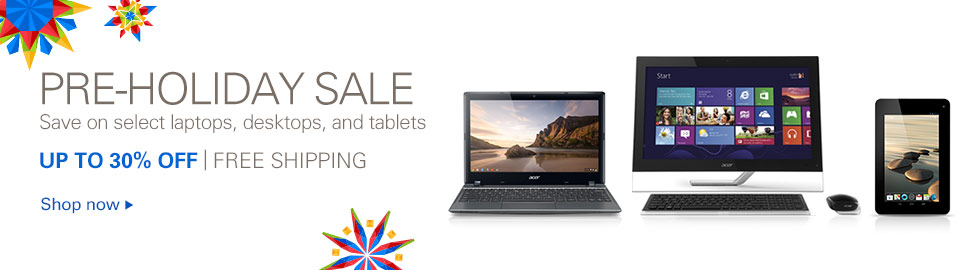 PRE-HOLIDAY SALE
Save on select laptops, desktops, and tablets
UP TO 30% OFF | FREE SHIPPING
Shop now
acer
Start
acer